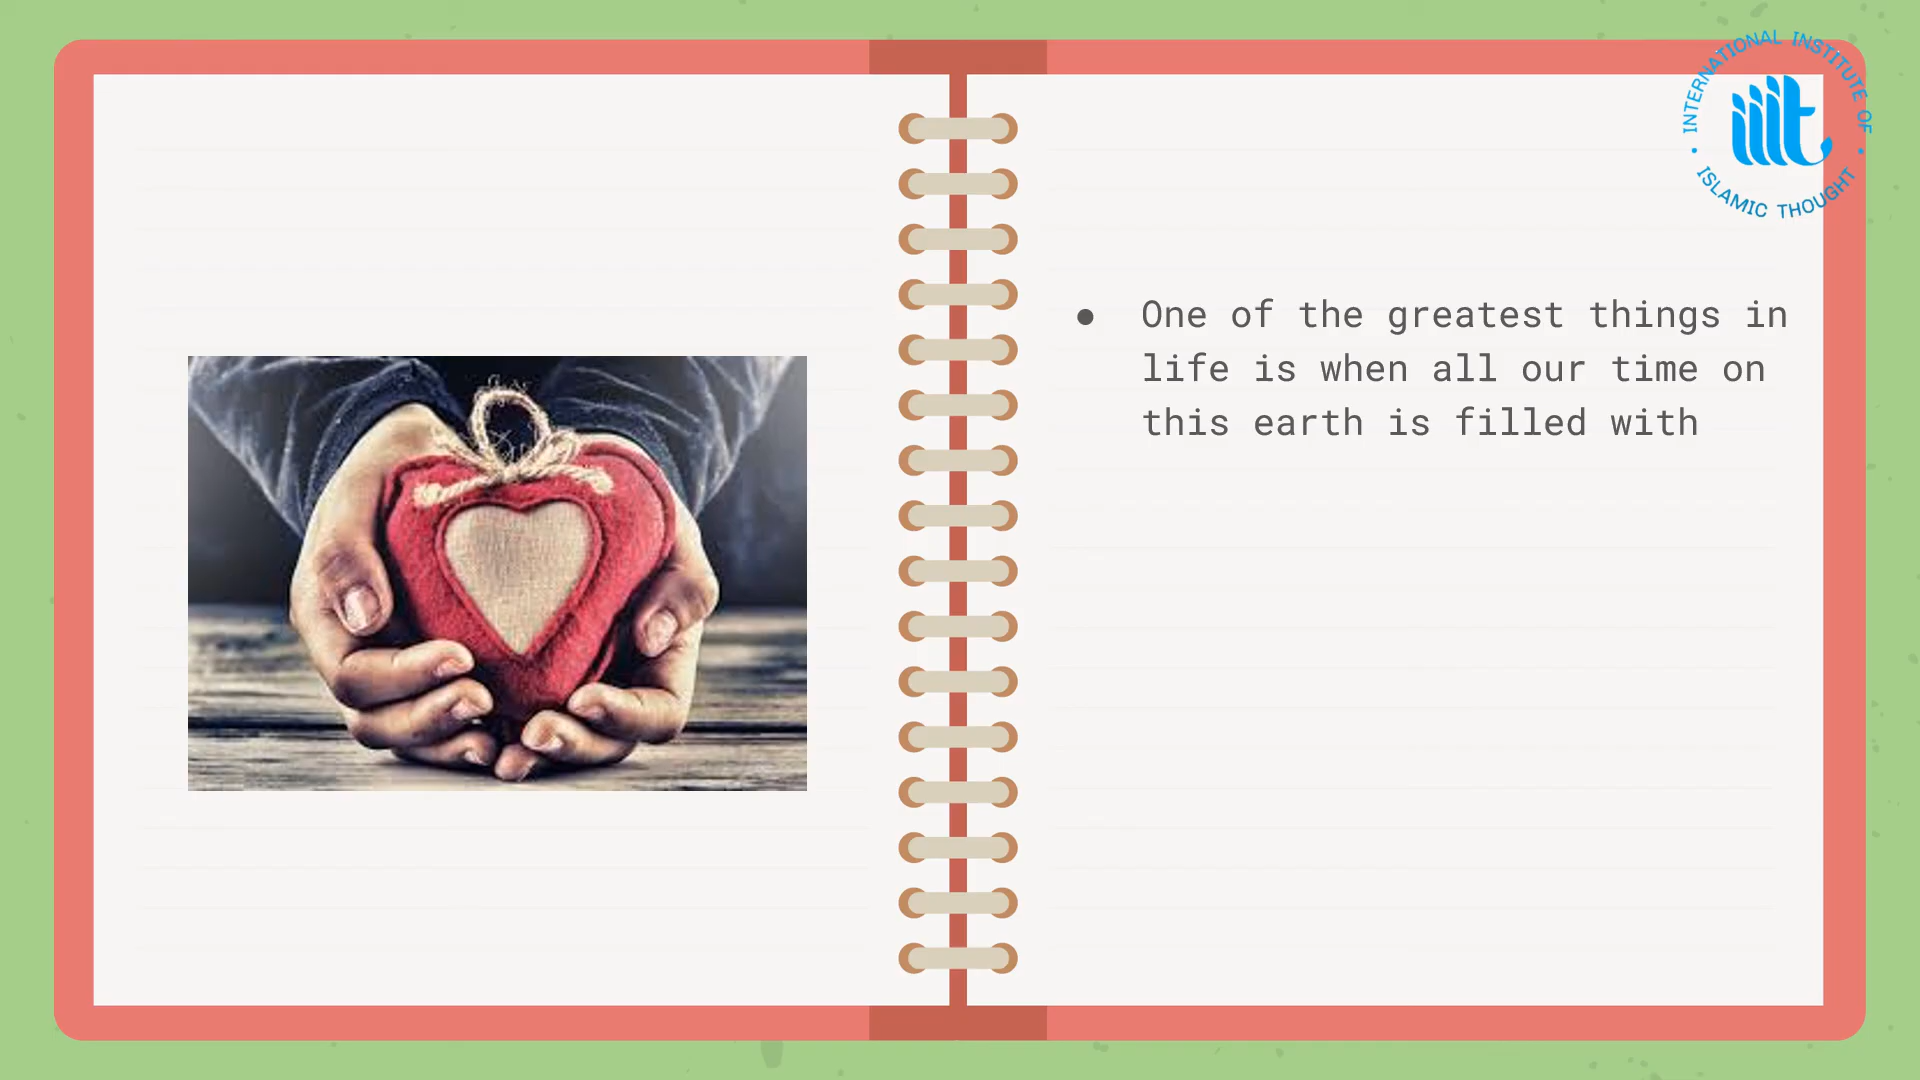 INTERNATIONAL INSTITUTE OF
iiit
ISLAMIC THOUGHT
● One of the greatest things in
life is when all our time on
this earth is filled with